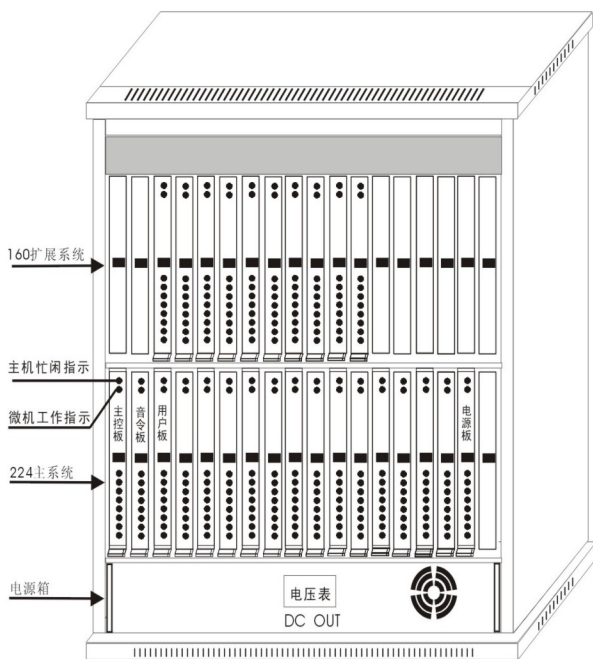 160扩展系统
主机忙闲指示
微机工作指示
主控板
音令板
用户板
电源板
224主系统
电源箱
电压表
DC OUT